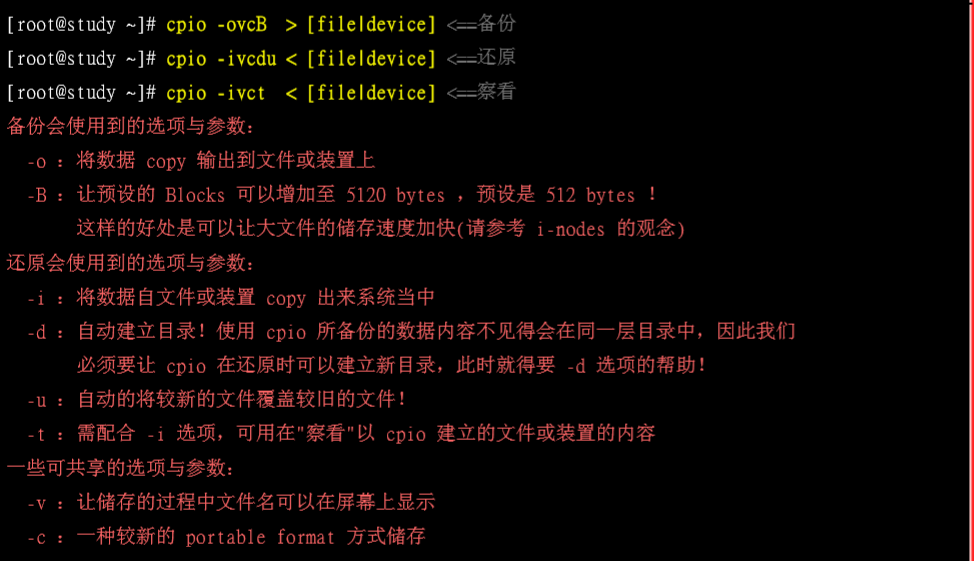 [root@study ~]# cpio -ovcB  > [file|device] <==备份
[root@study ~]# cpio -ivcdu < [file|device] <==还原
[root@study ~]# cpio -ivct  < [file|device] <==察看
备份会使用到的选项与参数:
  -o : 将数据 copy 输出到文件或装置上
  -B : 让预设的 Blocks 可以增加至 5120 bytes , 预设是 512 bytes !
       这样的好处是可以让大文件的储存速度加快(请参考 i-nodes 的观念)
还原会使用到的选项与参数:
  -i : 将数据自文件或装置 copy 出来系统当中
  -d : 自动建立目录! 使用 cpio 所备份的数据内容不见得会在同一层目录中, 因此我们
       必须要让 cpio 在还原时可以建立新目录, 此时就得要 -d 选项的帮助!
  -u : 自动的将较新的文件覆盖较旧的文件!
  -t : 需配合 -i 选项, 可用在"察看"以 cpio 建立的文件或装置的内容
一些可共享的选项与参数:
  -v : 让储存的过程中文件名可以在屏幕上显示
  -c : 一种较新的 portable format 方式储存